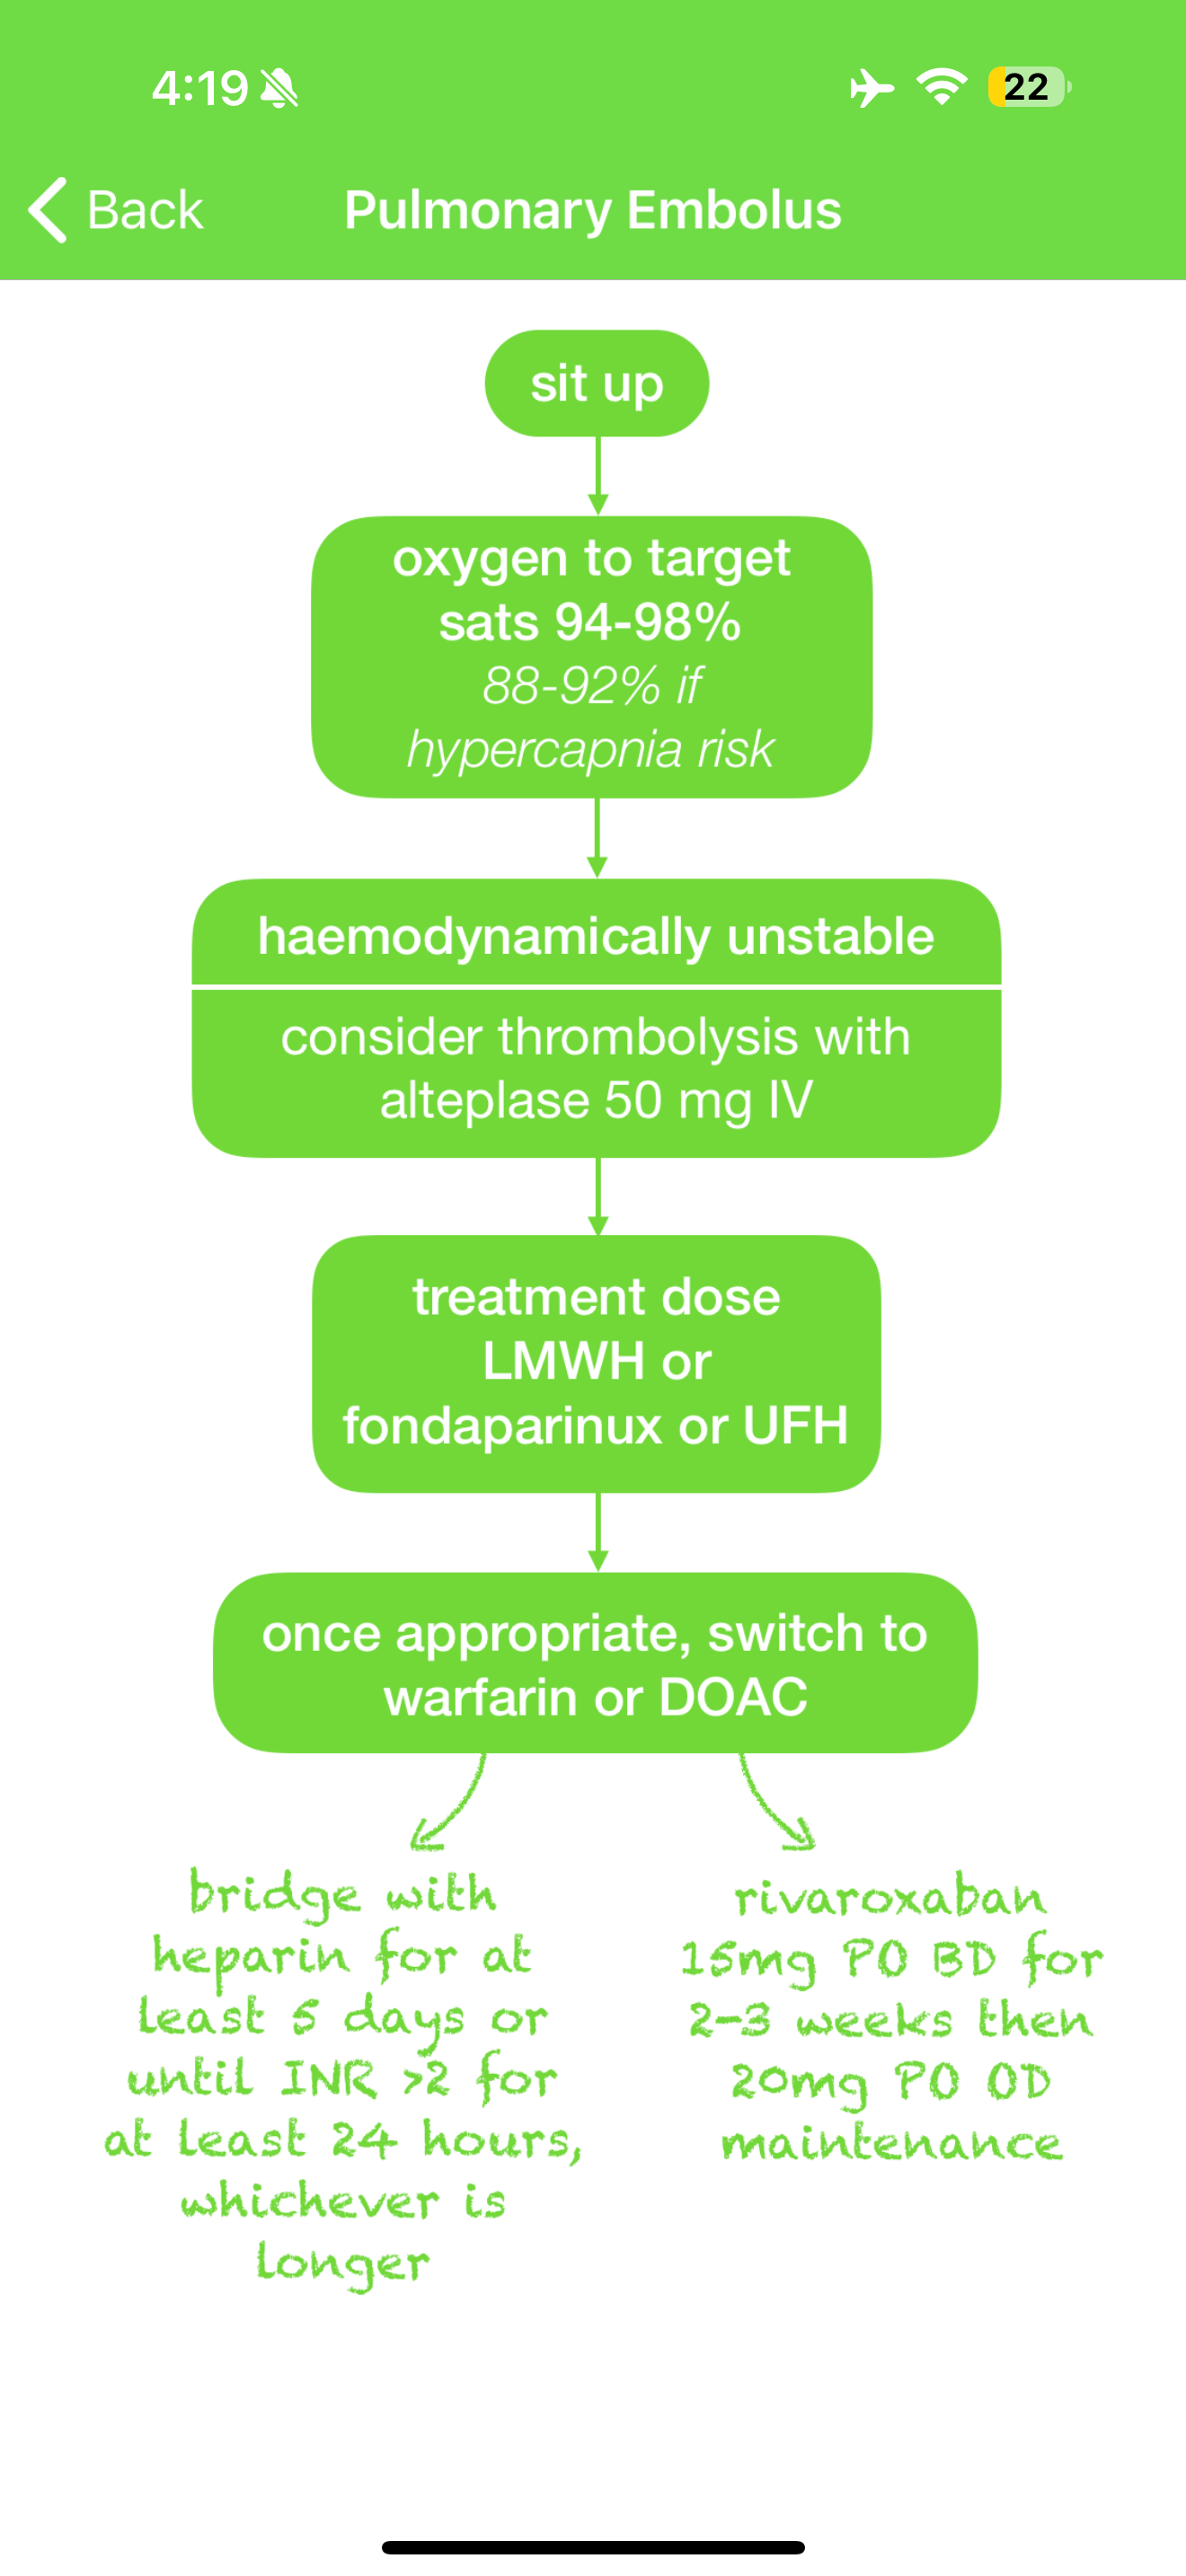 4:19
22
Back
Pulmonary Embolus
sit up
oxygen to target
sats 94-98%
88-92% if
hypercapnia risk
haemodynamically unstable
consider thrombolysis with
alteplase 50 mg IV
treatment dose
LMWH or
fondaparinux or UFH
once appropriate, switch to
warfarin or DOAC
bridge with
heparin for at
least 5 days or
until INR >2 for
at least 24 hours,
whichever is
longer
rivaroxaban
15mg PO BD for
2-3 weeks then
20mg PO OD
maintenance